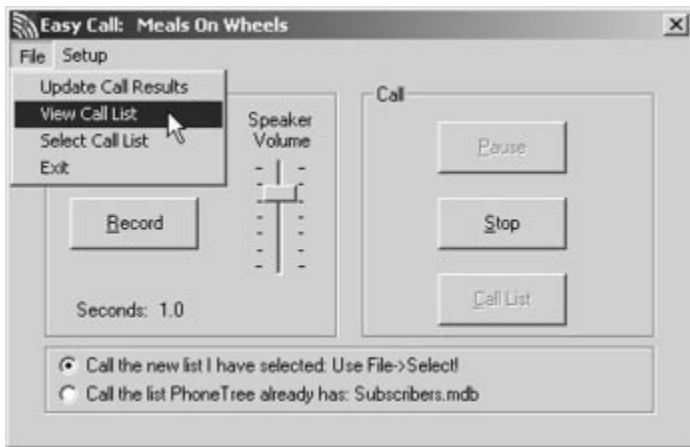 Easy Call: Meals On Wheels
File Setup
Update Call Results
View Call List
Select Call List
Exit
Speaker
Volume
Record
Seconds: 1.0
Call
Pause
Stop
Call List
Call the new list I have selected: Use File->Select!
Call the list PhoneTree already has: Subscribers.mdb